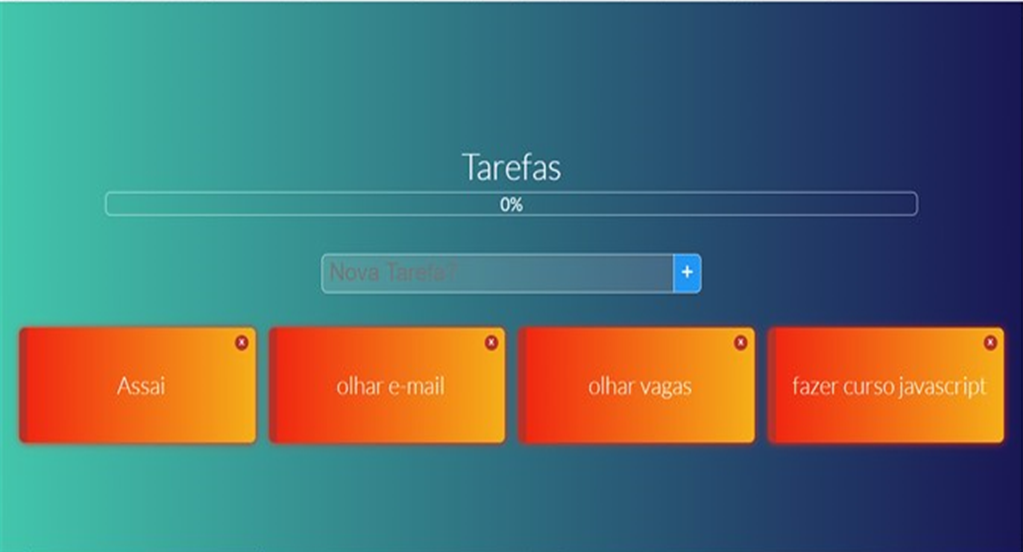 Tarefas
0%
Nova Tarefa?
+
x
x
x
x
Assai
olhar e-mail
olhar vagas
fazer curso javascript